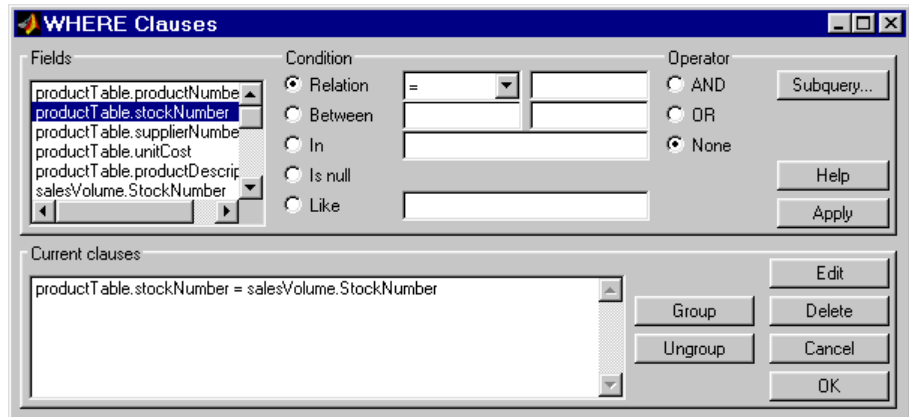 WHERE Clauses
Fields
productTable.productNumbe
productTable.stockNumber
productTable.supplierNumbe
productTable.unitCost
productTable.productDescrip
salesVolume.StockNumber
Condition
Relation
=
Between
In
Is null
Like
Operator
AND
OR
None
Subquery...
Help
Apply
Current clauses
productTable.stockNumber = salesVolume.StockNumber
Group
Ungroup
Edit
Delete
Cancel
OK